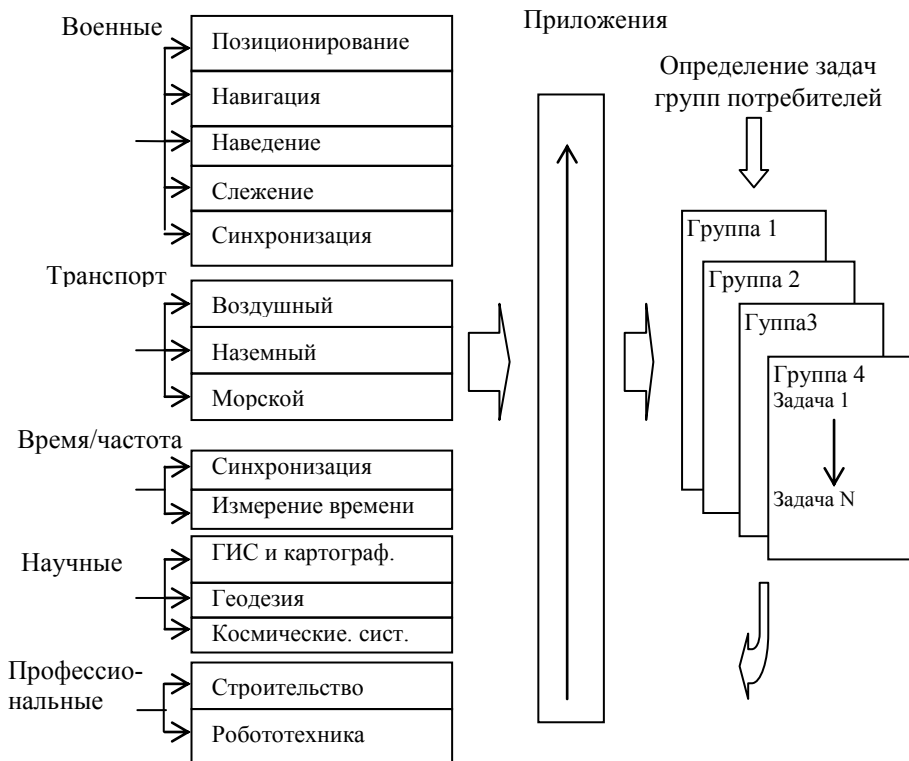 Военные
Позиционирование
Навигация
Наведение
Слежение
Синхронизация
Транспорт
Воздушный
Наземный
Морской
Время/частота
Синхронизация
Измерение времени
Научные
ГИС и картограф.
Геодезия
Космические. сист.
Профессио-
нальные
Строительство
Робототехника
Приложения
Определение задач
групп потребителей
Группа 1
Группа 2
Гуппа3
Группа 4
Задача 1
Задача N